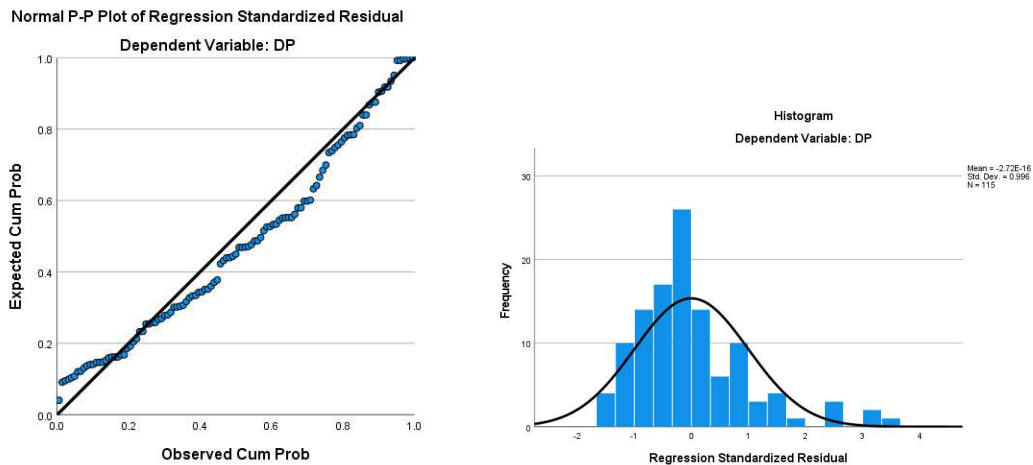 Normal P-P Plot of Regression Standardized Residual
Dependent Variable: DP
1.0
0.8
0.6
0.4
0.2
0.0
0.0 0.2 0.4 0.6 0.8 1.0
Expected Cum Prob
Observed Cum Prob
Histogram
Dependent Variable: DP
Mean = -2.72E-16
Std. Dev. = 0.996
N = 115
30
20
10
0
-2 -1 0 1 2 3 4
Frequency
Regression Standardized Residual